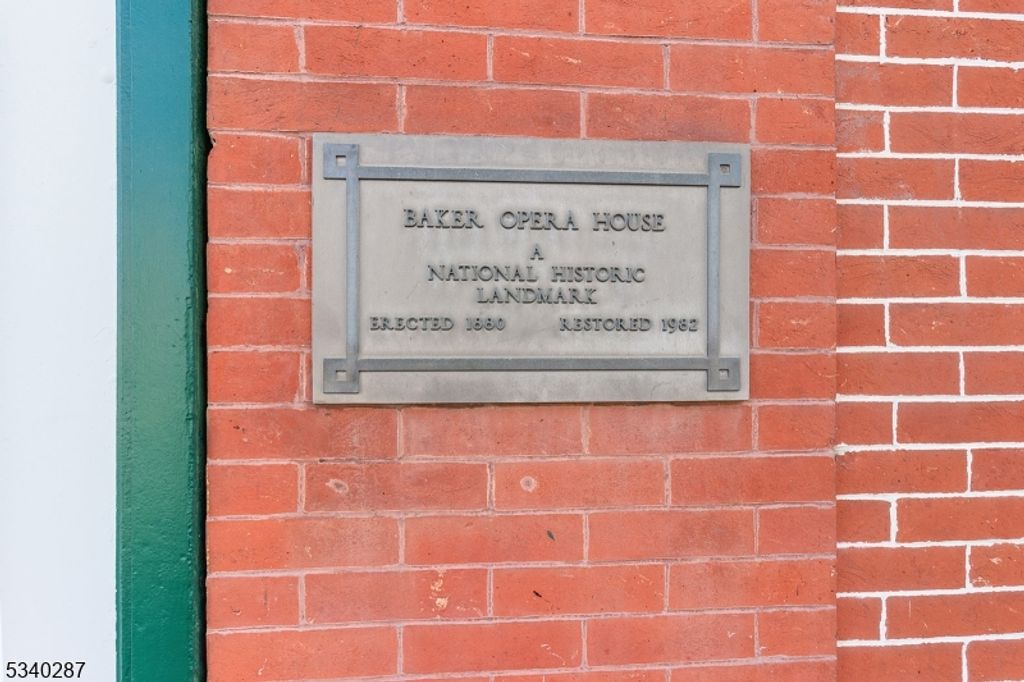 BAKER OPERA HOUSE
A
NATIONAL HISTORIC
LANDMARK
ERECTED 1880 RESTORED 1982
5340287